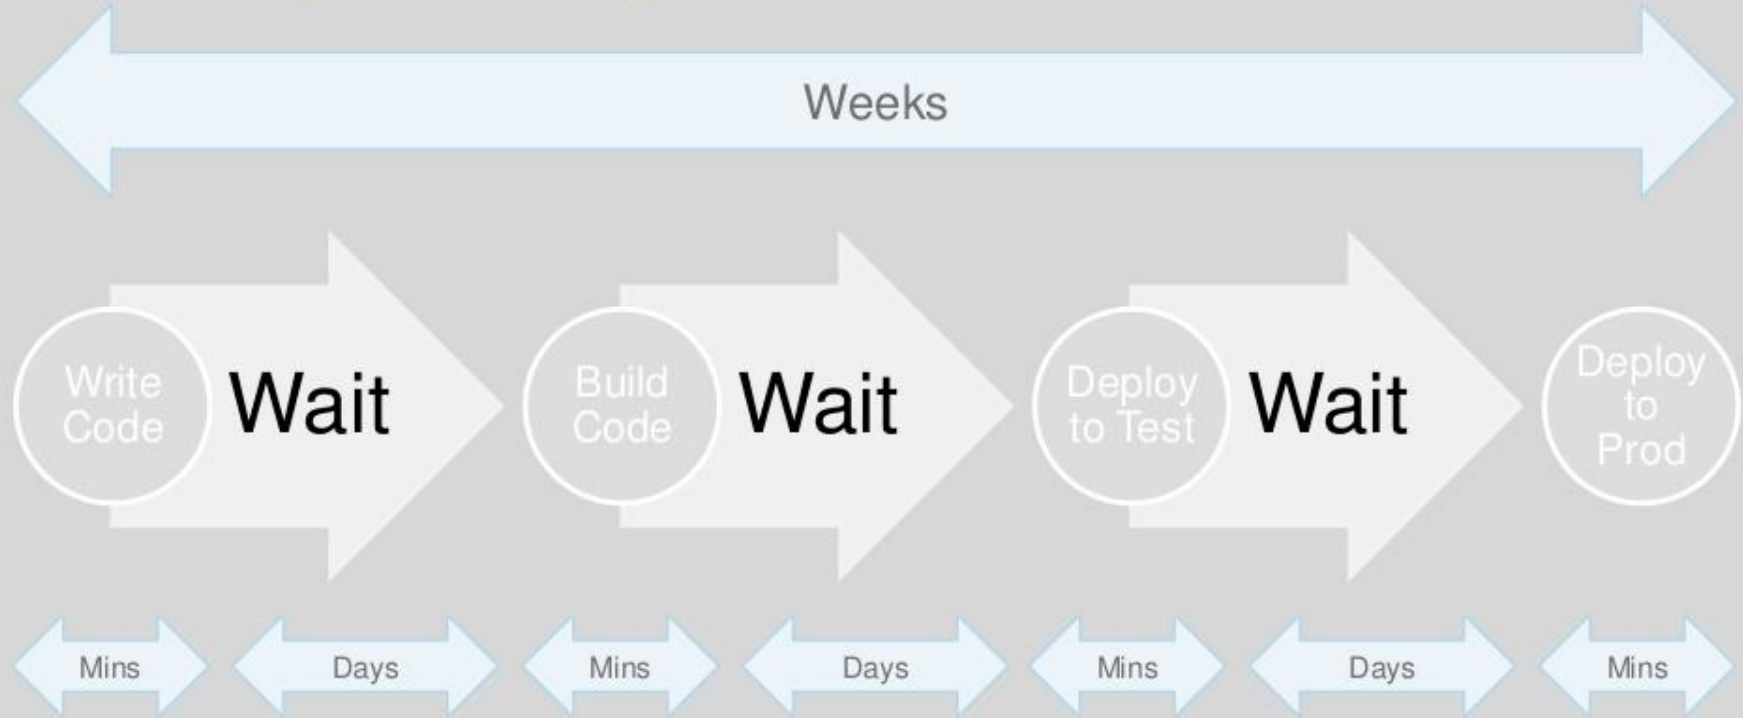 Weeks
Write
Code
Wait
Build
Code
Wait
Deploy
to Test
Wait
Deploy
to
Prod
Mins
Days
Mins
Days
Mins
Days
Mins